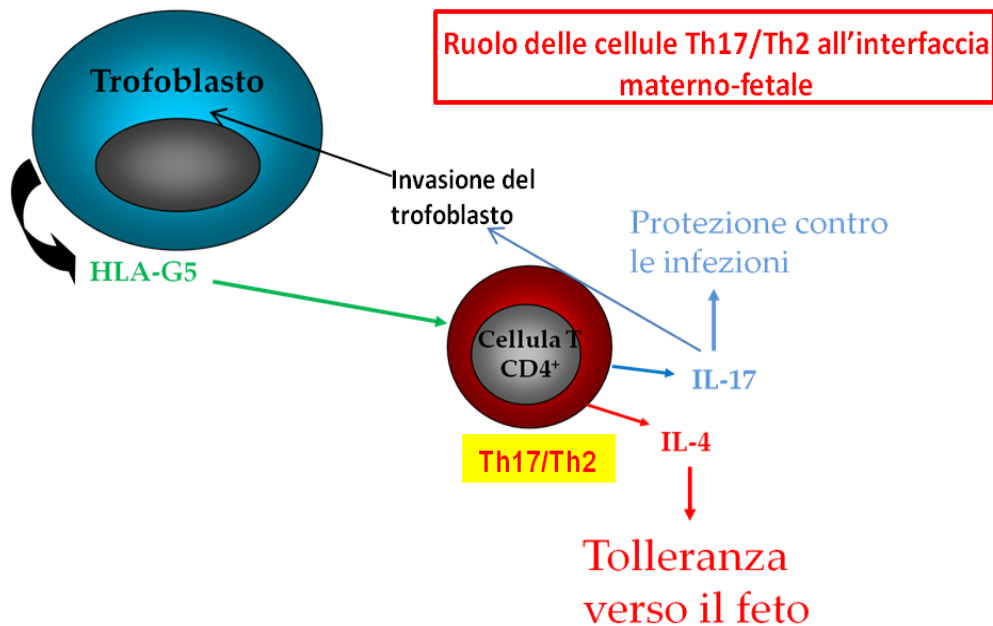 Ruolo delle cellule Th17/Th2 all’interfaccia
materno-fetale
Trofoblasto
Invasione del
trofoblasto
Protezione contro
le infezioni
HLA-G5
Cellula T
CD4⁺
IL-17
IL-4
Th17/Th2
Tolleranza
verso il feto